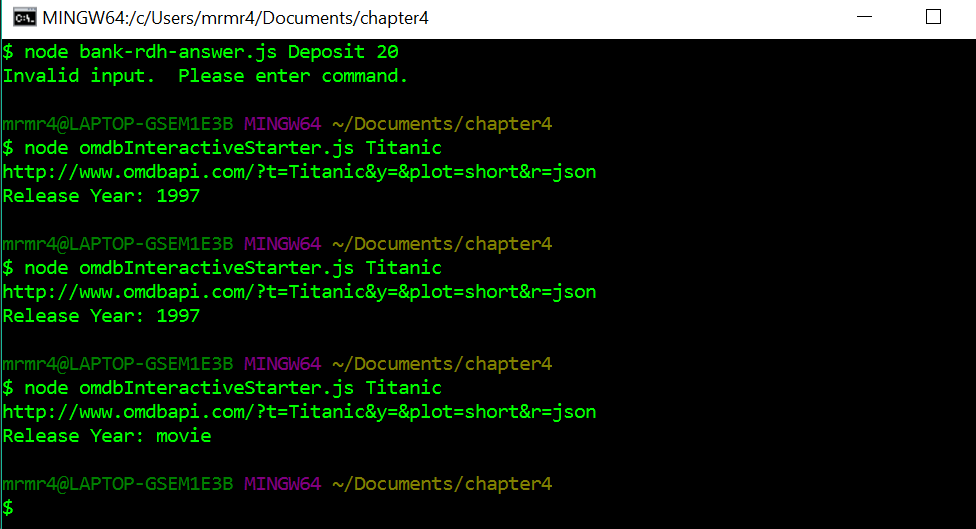 MINGW64:/c/Users/mrmr4/Documents/chapter4
$ node bank-rdh-answer.js Deposit 20
Invalid input.  Please enter command.
mrmr4@LAPTOP-GSEM1E3B MINGW64 ~/Documents/chapter4
$ node omdbInteractiveStarter.js Titanic
http://www.omdbapi.com/?t=Titanic&y=&plot=short&r=json
Release Year: 1997
mrmr4@LAPTOP-GSEM1E3B MINGW64 ~/Documents/chapter4
$ node omdbInteractiveStarter.js Titanic
http://www.omdbapi.com/?t=Titanic&y=&plot=short&r=json
Release Year: 1997
mrmr4@LAPTOP-GSEM1E3B MINGW64 ~/Documents/chapter4
$ node omdbInteractiveStarter.js Titanic
http://www.omdbapi.com/?t=Titanic&y=&plot=short&r=json
Release Year: movie
mrmr4@LAPTOP-GSEM1E3B MINGW64 ~/Documents/chapter4
$